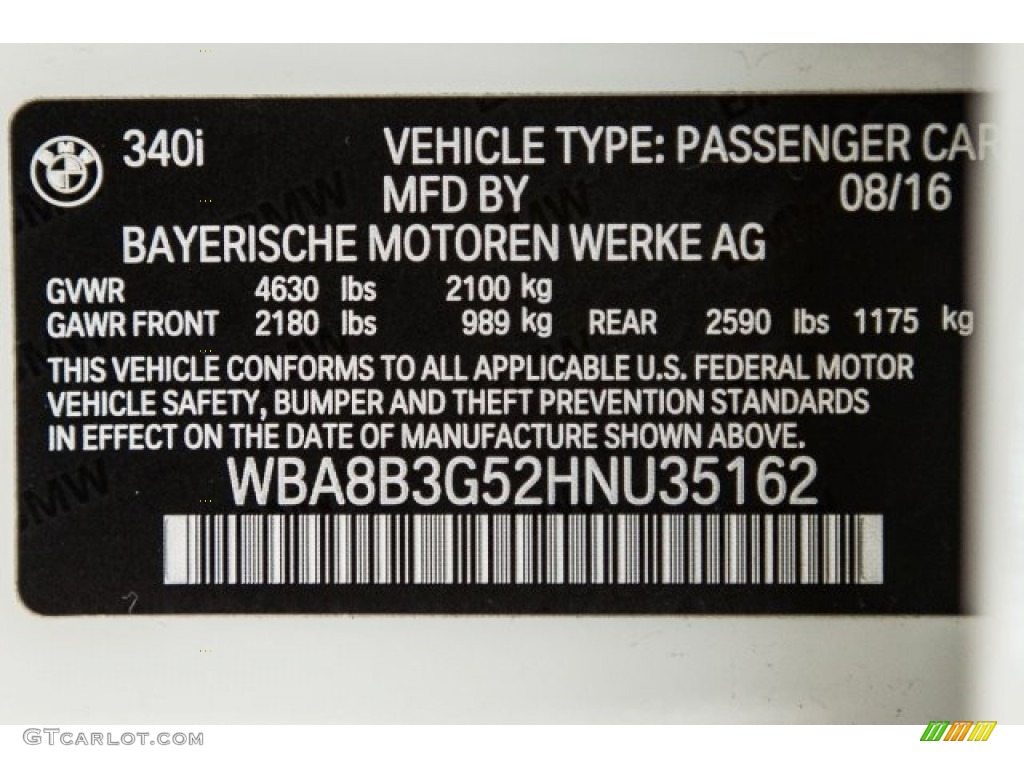 340i VEHICLE TYPE: PASSENGER CAR
MFD BY 08/16
BAYERISCHE MOTOREN WERKE AG
GVWR 4630 lbs 2100 kg
GAWR FRONT 2180 lbs 989 kg REAR 2590 lbs 1175 kg
THIS VEHICLE CONFORMS TO ALL APPLICABLE U.S. FEDERAL MOTOR
VEHICLE SAFETY, BUMPER AND THEFT PREVENTION STANDARDS
IN EFFECT ON THE DATE OF MANUFACTURE SHOWN ABOVE.
WBA8B3G52HNU35162
GTCARLOT.COM